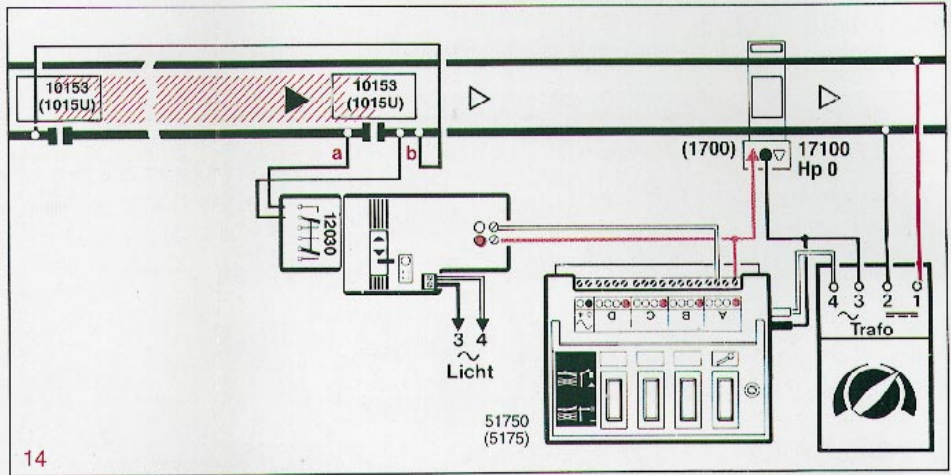 10153
(1015U)
10153
(1015U)
a
b
(1700)
17100
Hp 0
12030
3 4
~
Licht
D C B A
51750
(5175)
4 3 2 1
~
Trafo
14